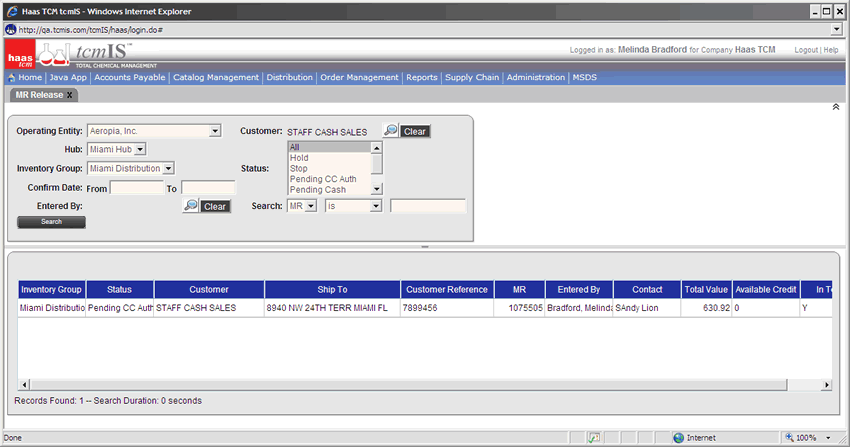 Haas TCM tcmIS - Windows Internet Explorer
http://qa.tcmis.com/tcmIS/haas/login.do#
haas tcm tcmIS TOTAL CHEMICAL MANAGEMENT
Logged in as: Melinda Bradford for Company Haas TCM Logout | Help
Home | Java App | Accounts Payable | Catalog Management | Distribution | Order Management | Reports | Supply Chain | Administration | MSDS
MR Release X
Operating Entity: Aeropia, Inc. Customer: STAFF CASH SALES Clear
Hub: Miami Hub All
Hold
Inventory Group: Miami Distribution Status: Stop
Confirm Date: From To Pending CC Auth
Pending Cash
Entered By: Clear Search: MR is
Search
Inventory Group Status Customer Ship To Customer Reference MR Entered By Contact Total Value Available Credit In Te
Miami Distributio Pending CC Auth STAFF CASH SALES 8940 NW 24TH TERR MIAMI FL 7899456 1075505 Bradford, Melinda SAndy Lion 630.92 0 Y
Records Found: 1 -- Search Duration: 0 seconds
Done Internet 100%